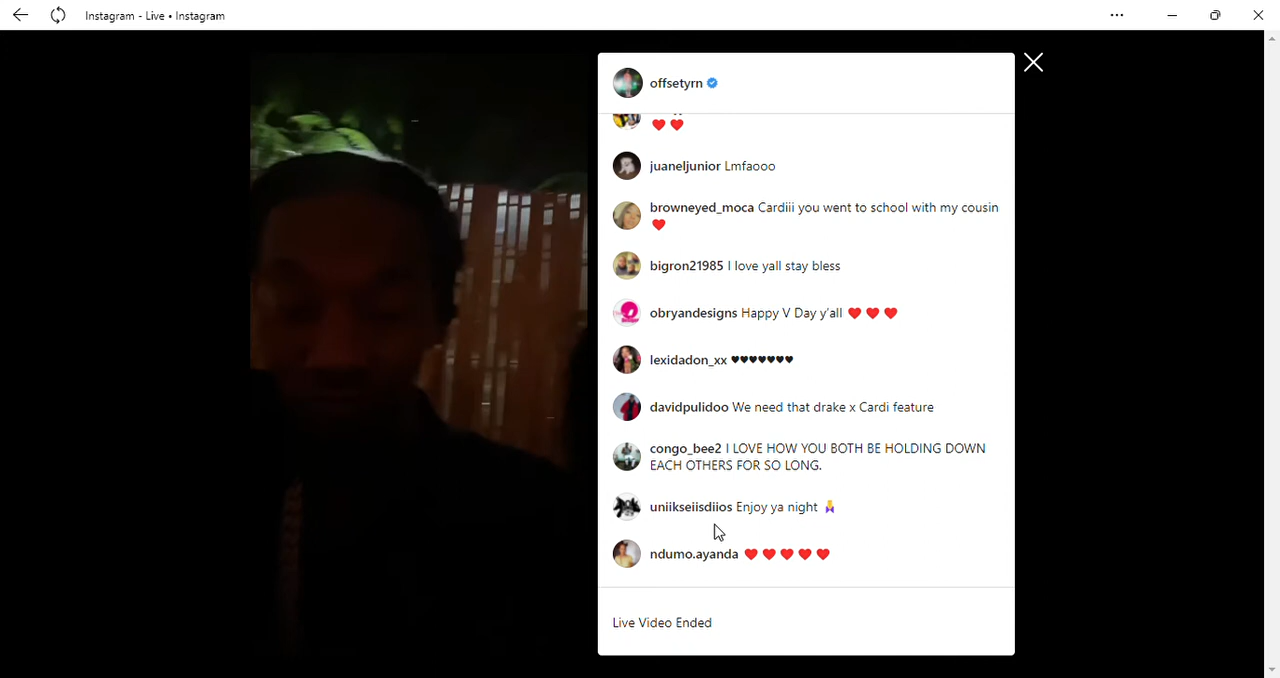 Instagram - Live • Instagram
offsetyrn
❤️ ❤️
juaneljunior Lmfaooo
browneyed_moca Cardiii you went to school with my cousin
❤️
bigron21985 I love yall stay bless
obryandesigns Happy V Day y'all ❤️ ❤️ ❤️
lexidadon_xx ♥♥♥♥♥♥♥
davidpulidoo We need that drake x Cardi feature
congo_bee2 I LOVE HOW YOU BOTH BE HOLDING DOWN
EACH OTHERS FOR SO LONG.
uniikseiisdiios Enjoy ya night
ndumo.ayanda ❤️ ❤️ ❤️ ❤️ ❤️
Live Video Ended